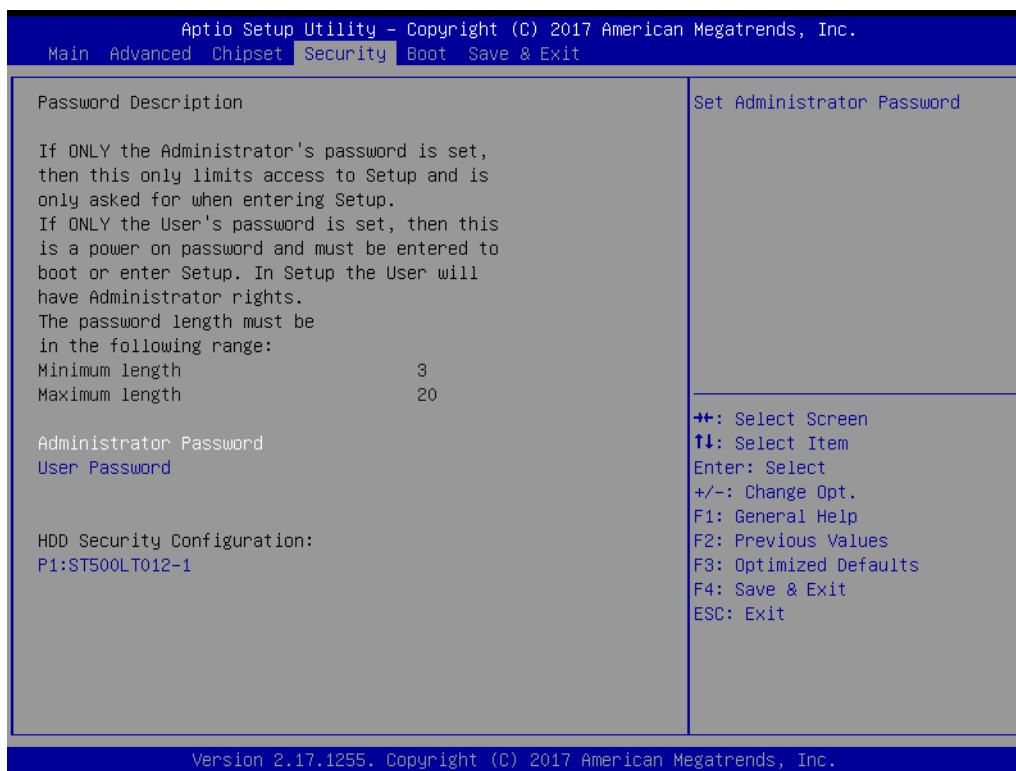 Aptio Setup Utility – Copyright (C) 2017 American Megatrends, Inc.
Main Advanced Chipset Security Boot Save & Exit
Password Description
If ONLY the Administrator's password is set,
then this only limits access to Setup and is
only asked for when entering Setup.
If ONLY the User's password is set, then this
is a power on password and must be entered to
boot or enter Setup. In Setup the User will
have Administrator rights.
The password length must be
in the following range:
Minimum length 3
Maximum length 20
Administrator Password
User Password
HDD Security Configuration:
P1:ST500LT012-1
Set Administrator Password
→←: Select Screen
↑↓: Select Item
Enter: Select
+/-: Change Opt.
F1: General Help
F2: Previous Values
F3: Optimized Defaults
F4: Save & Exit
ESC: Exit
Version 2.17.1255. Copyright (C) 2017 American Megatrends, Inc.